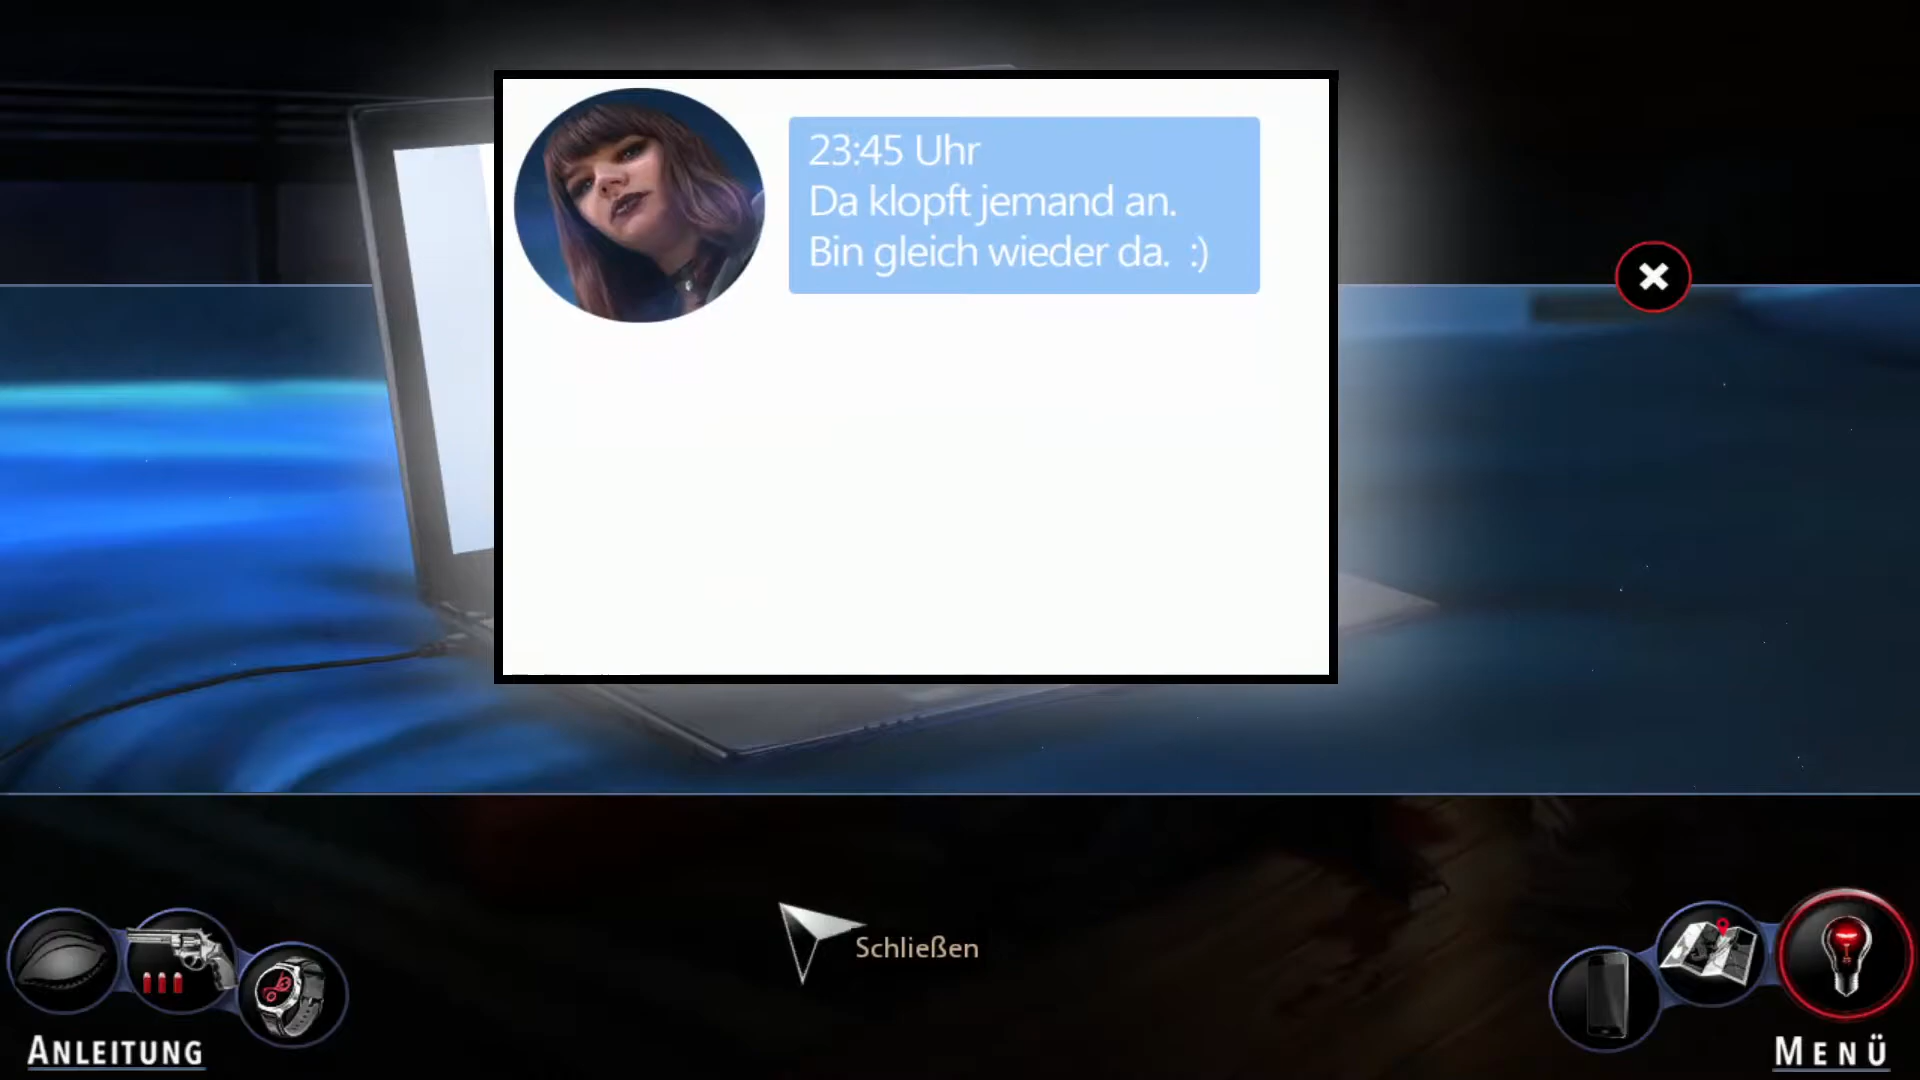 23:45 Uhr
Da klopft jemand an.
Bin gleich wieder da. :)
Schließen
ANLEITUNG
MENÜ